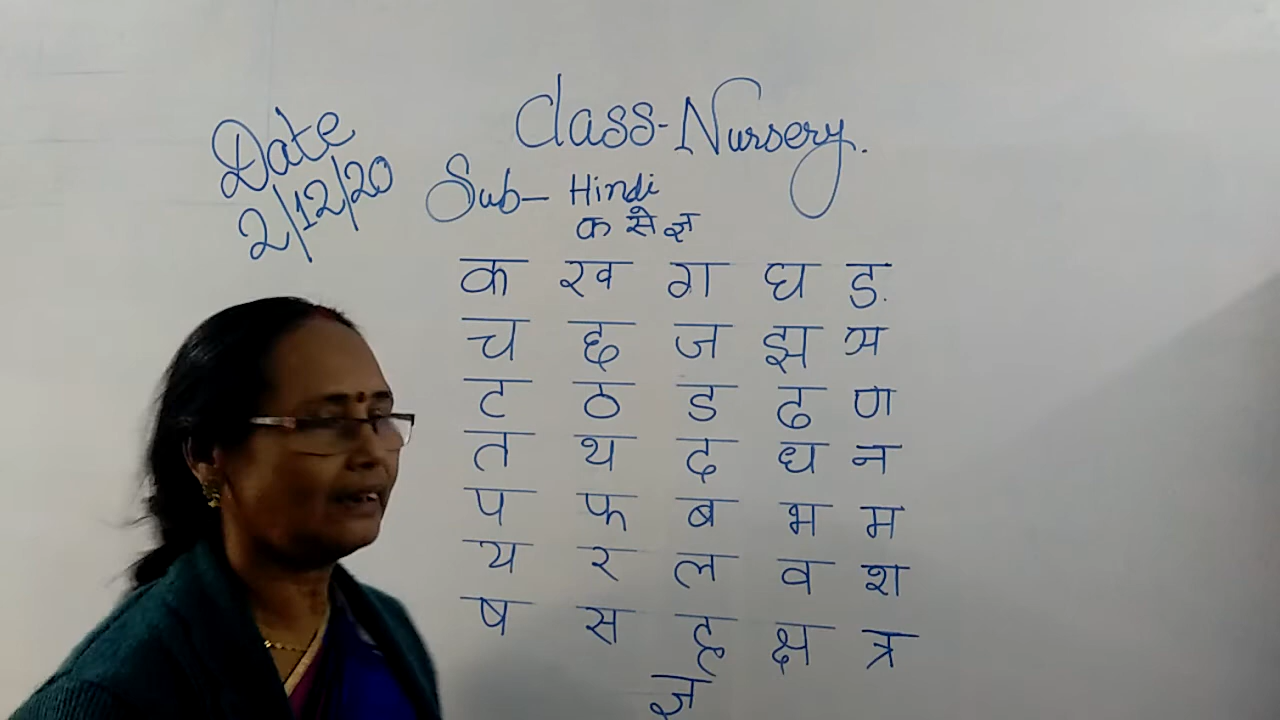 Date
2/12/20
Class-Nursery.
Sub- Hindi
क से ज्ञ
क ख ग घ ङ
च छ ज झ ञ
ट ठ ड ढ ण
त थ द ध न
प फ ब भ म
य र ल व श
ष स ह क्ष त्र
ज्ञ